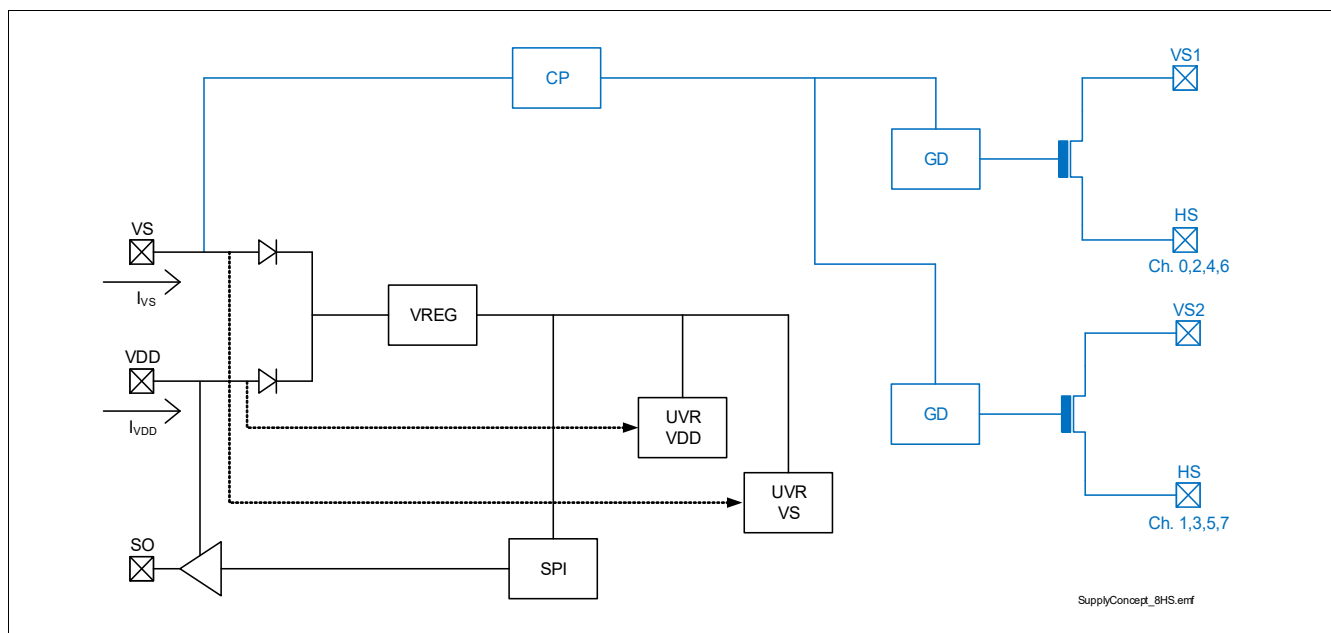 CP
VS1
GD
HS
Ch. 0,2,4,6
VS
IVS
VREG
VS2
VDD
IVDD
UVR
VDD
GD
UVR
VS
HS
Ch. 1,3,5,7
SO
SPI
SupplyConcept_8HS.emf